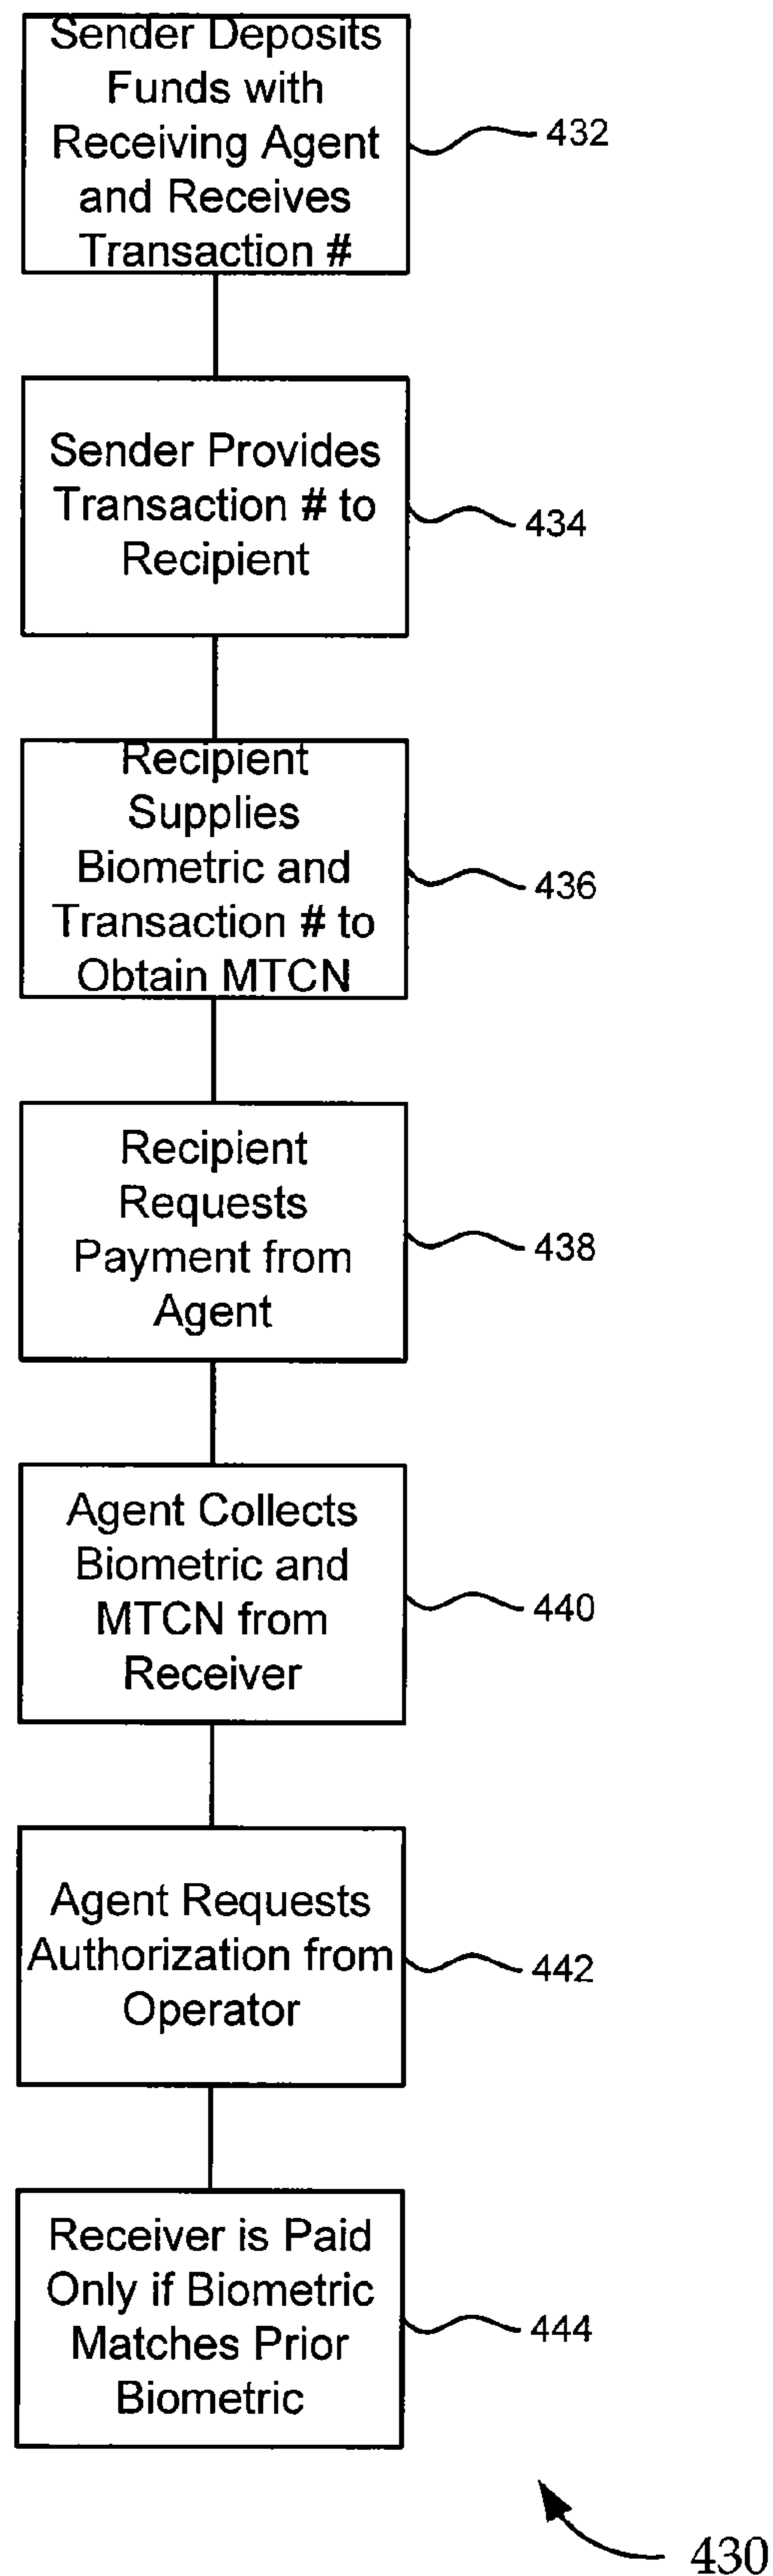 Sender Deposits
Funds with
Receiving Agent
and Receives
Transaction #
432
Sender Provides
Transaction # to
Recipient
434
Recipient
Supplies
Biometric and
Transaction # to
Obtain MTCN
436
Recipient
Requests
Payment from
Agent
438
Agent Collects
Biometric and
MTCN from
Receiver
440
Agent Requests
Authorization from
Operator
442
Receiver is Paid
Only if Biometric
Matches Prior
Biometric
444
430